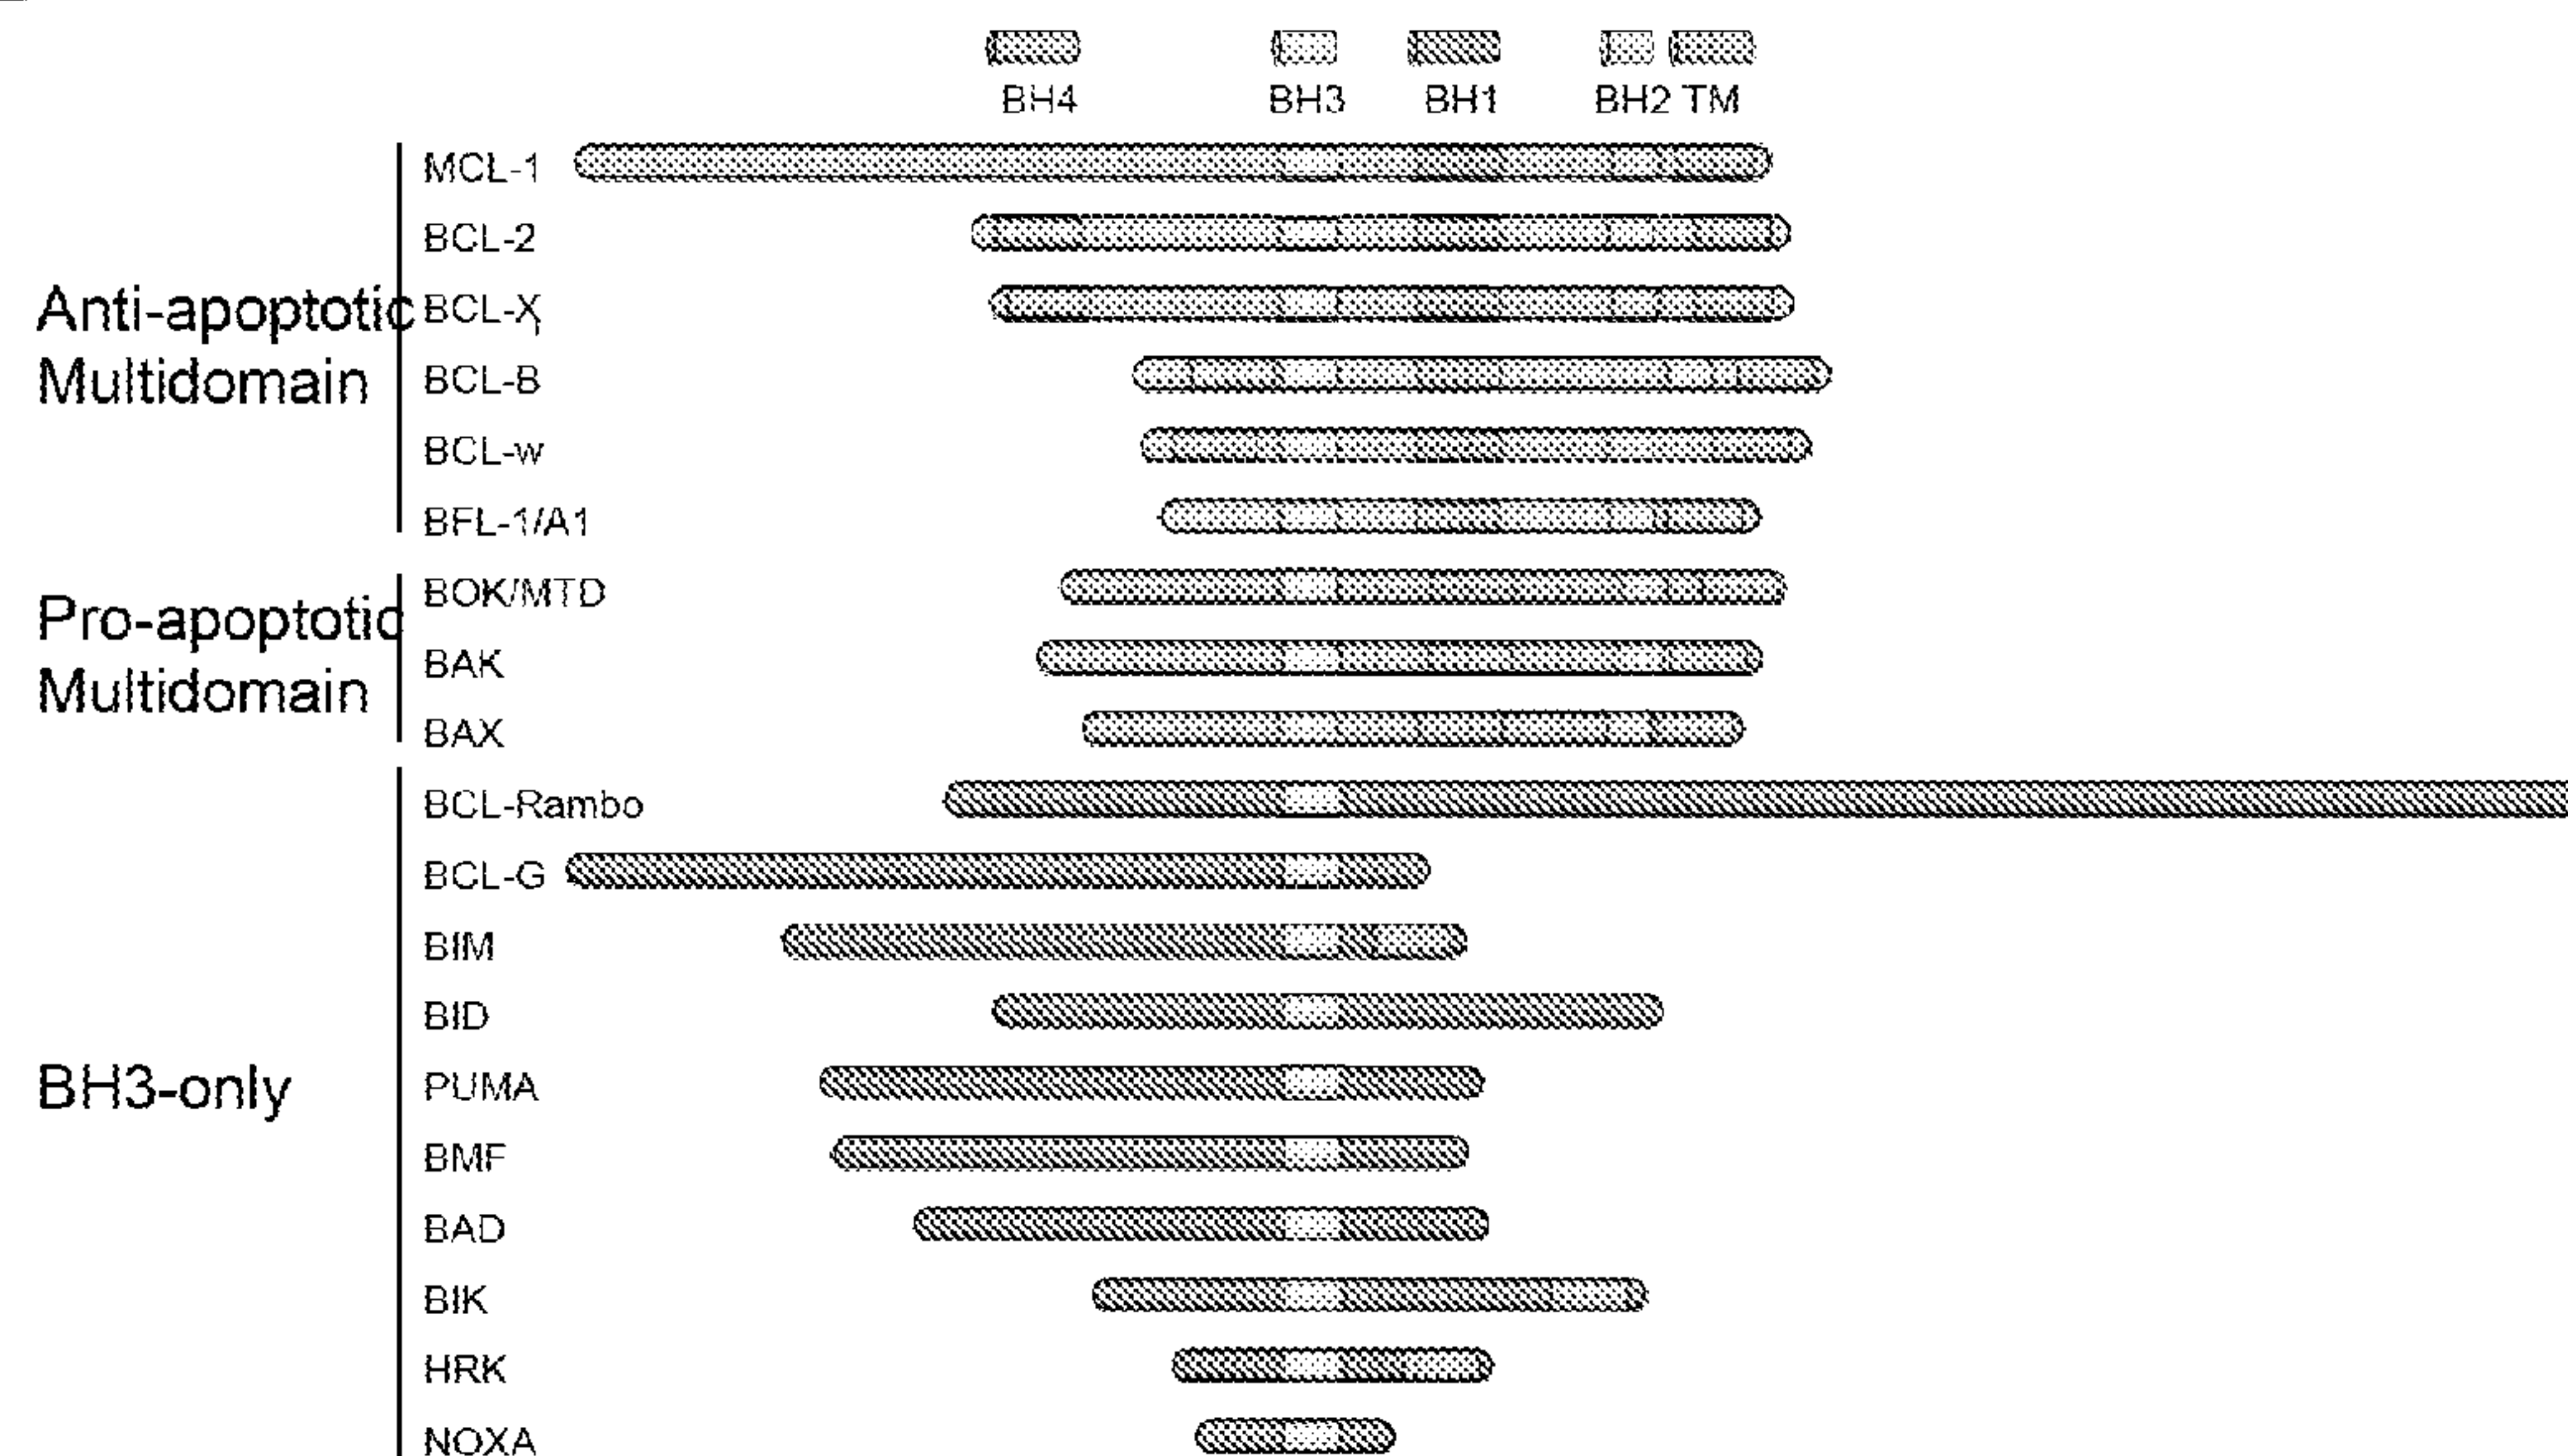 BH4 BH3 BH1 BH2 TM
MCL-1
BCL-2
Anti-apoptotic
Multidomain
BCL-Xl
BCL-B
BCL-w
BFL-1/A1
BOK/MTD
Pro-apoptotic
Multidomain
BAK
BAX
BCL-Rambo
BCL-G
BIM
BID
BH3-only
PUMA
BMF
BAD
BIK
HRK
NOXA